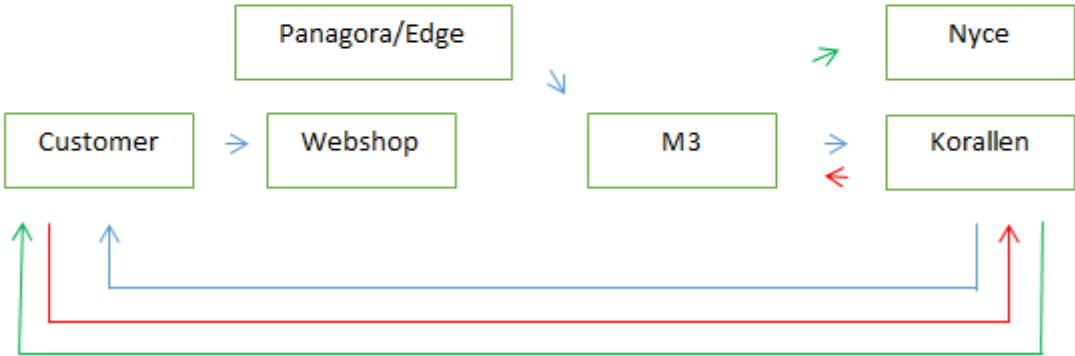 Panagora/Edge
Nyce
Customer
Webshop
M3
Korallen